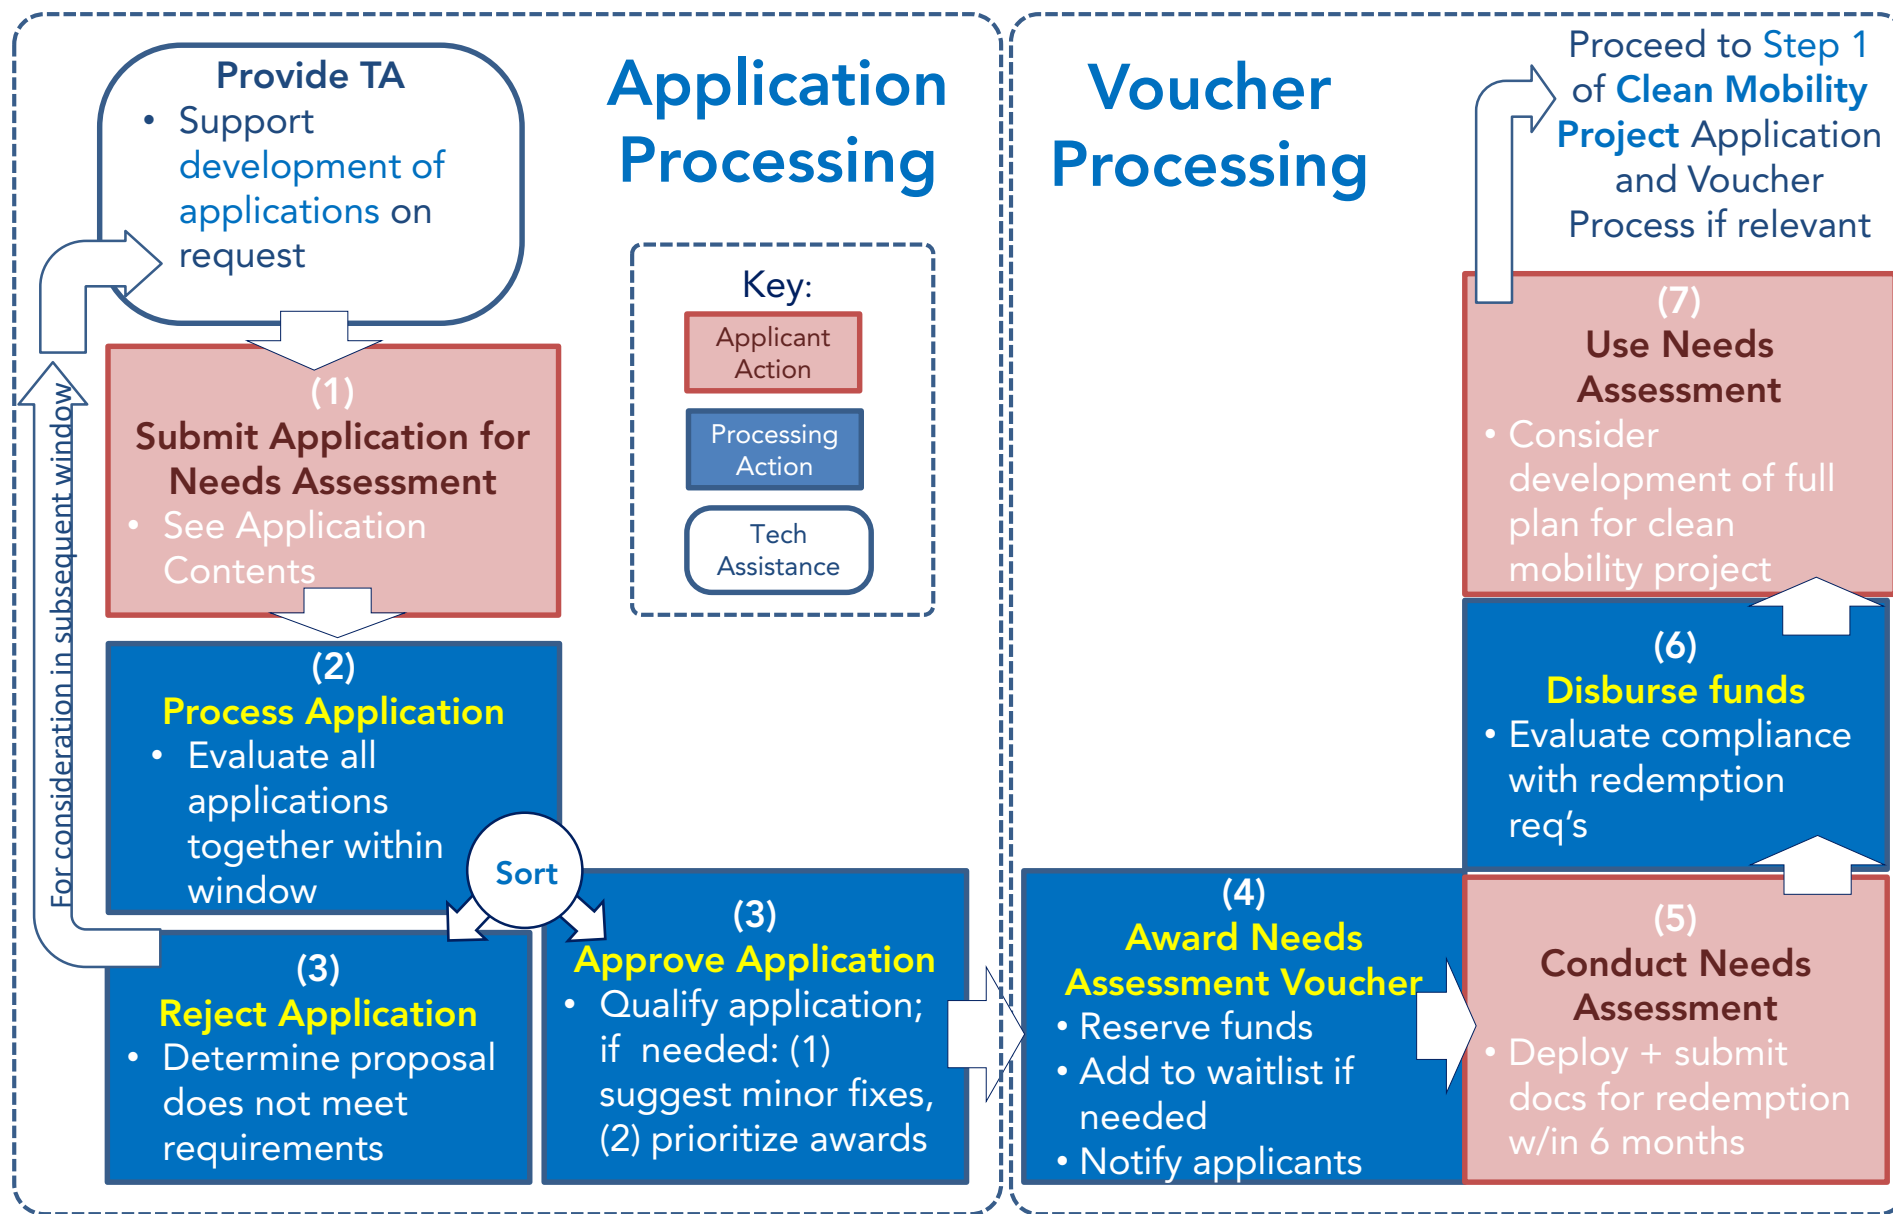 Provide TA
• Support
development of
applications on
request
Application
Processing
Key:
Applicant
Action
Processing
Action
Tech
Assistance
For consideration in subsequent window
(1)
Submit Application for
Needs Assessment
• See Application
Contents
(2)
Process Application
• Evaluate all
applications
together within
window
Sort
(3)
Reject Application
• Determine proposal
does not meet
requirements
(3)
Approve Application
• Qualify application;
if needed: (1)
suggest minor fixes,
(2) prioritize awards
Voucher
Processing
(4)
Award Needs
Assessment Voucher
• Reserve funds
• Add to waitlist if
needed
• Notify applicants
(5)
Conduct Needs
Assessment
• Deploy + submit
docs for redemption
w/in 6 months
(6)
Disburse funds
• Evaluate compliance
with redemption
req's
(7)
Use Needs
Assessment
• Consider
development of full
plan for clean
mobility project
Proceed to Step 1
of Clean Mobility
Project Application
and Voucher
Process if relevant